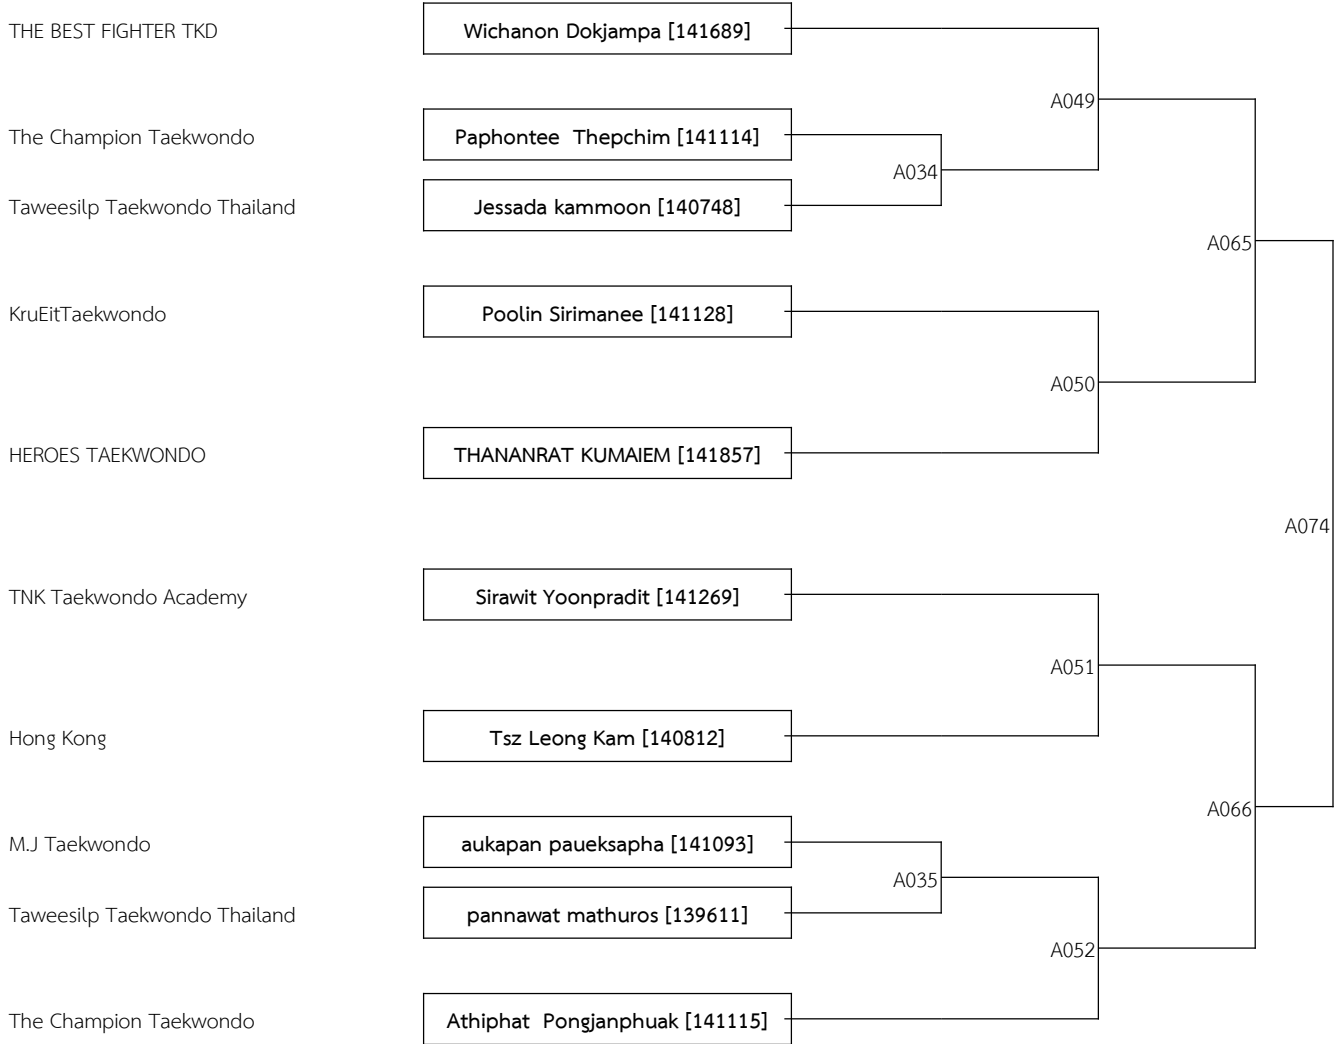 THE BEST FIGHTER TKD
Wichanon Dokjampa [141689]
A049
The Champion Taekwondo
Paphontee  Thepchim [141114]
A034
Taweesilp Taekwondo Thailand
Jessada kammoon [140748]
A065
KruEitTaekwondo
Poolin Sirimanee [141128]
A050
HEROES TAEKWONDO
THANANRAT KUMAIEM [141857]
A074
TNK Taekwondo Academy
Sirawit Yoonpradit [141269]
A051
Hong Kong
Tsz Leong Kam [140812]
A066
M.J Taekwondo
aukapan paueksapha [141093]
A035
Taweesilp Taekwondo Thailand
pannawat mathuros [139611]
A052
The Champion Taekwondo
Athiphat  Pongjanphuak [141115]